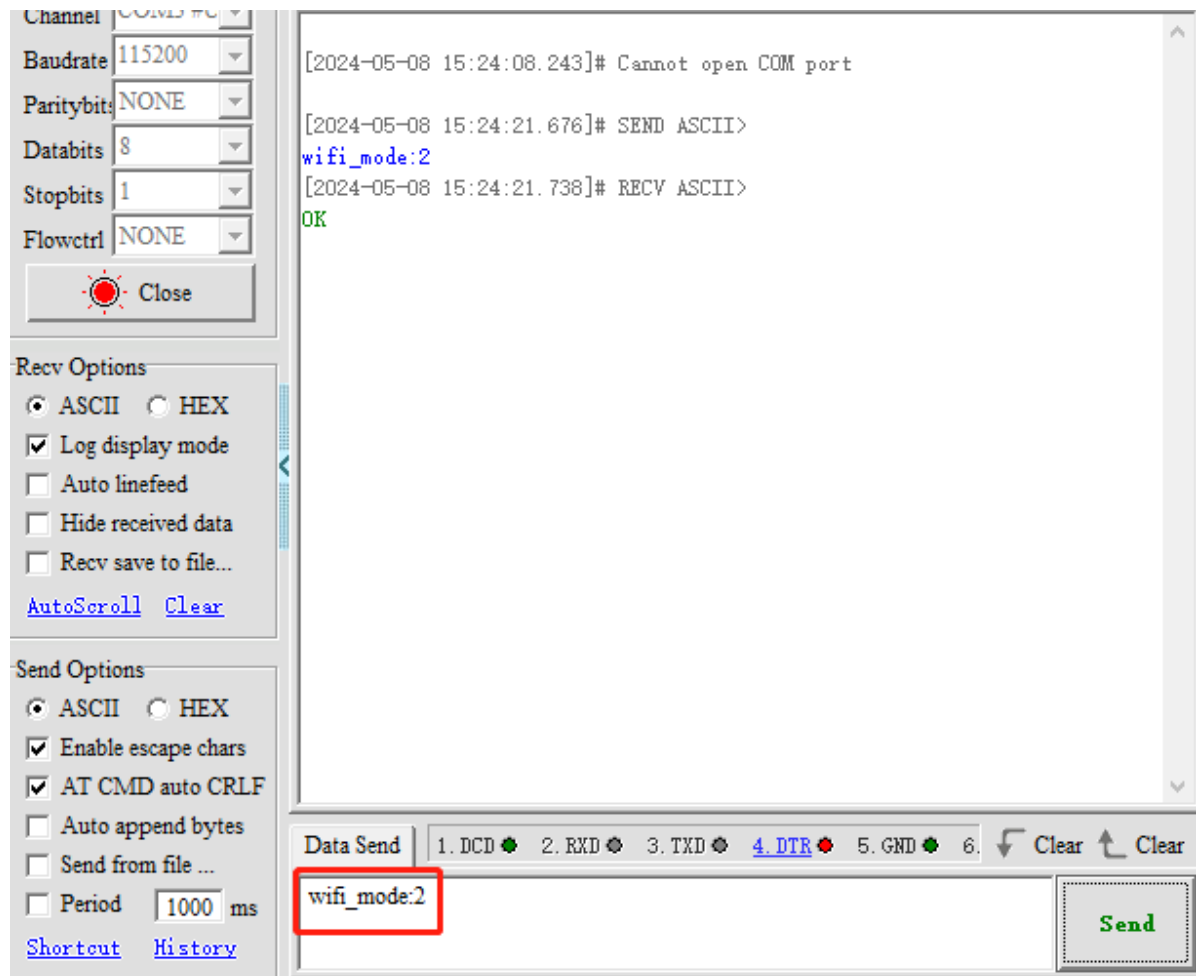 Channel
Baudrate 115200
Paritybits NONE
Databits 8
Stopbits 1
Flowctrl NONE
Close
Recv Options
ASCII HEX
Log display mode
Auto linefeed
Hide received data
Recv save to file...
AutoScroll Clear
Send Options
ASCII HEX
Enable escape chars
AT CMD auto CRLF
Auto append bytes
Send from file ...
Period 1000 ms
Shortcut History
[2024-05-08 15:24:08.243]# Cannot open COM port
[2024-05-08 15:24:21.676]# SEND ASCII>
wifi_mode:2
[2024-05-08 15:24:21.738]# RECV ASCII>
OK
Data Send 1. DCD 2. RXD 3. TXD 4. DTR 5. GND 6. Clear Clear
wifi_mode:2
Send